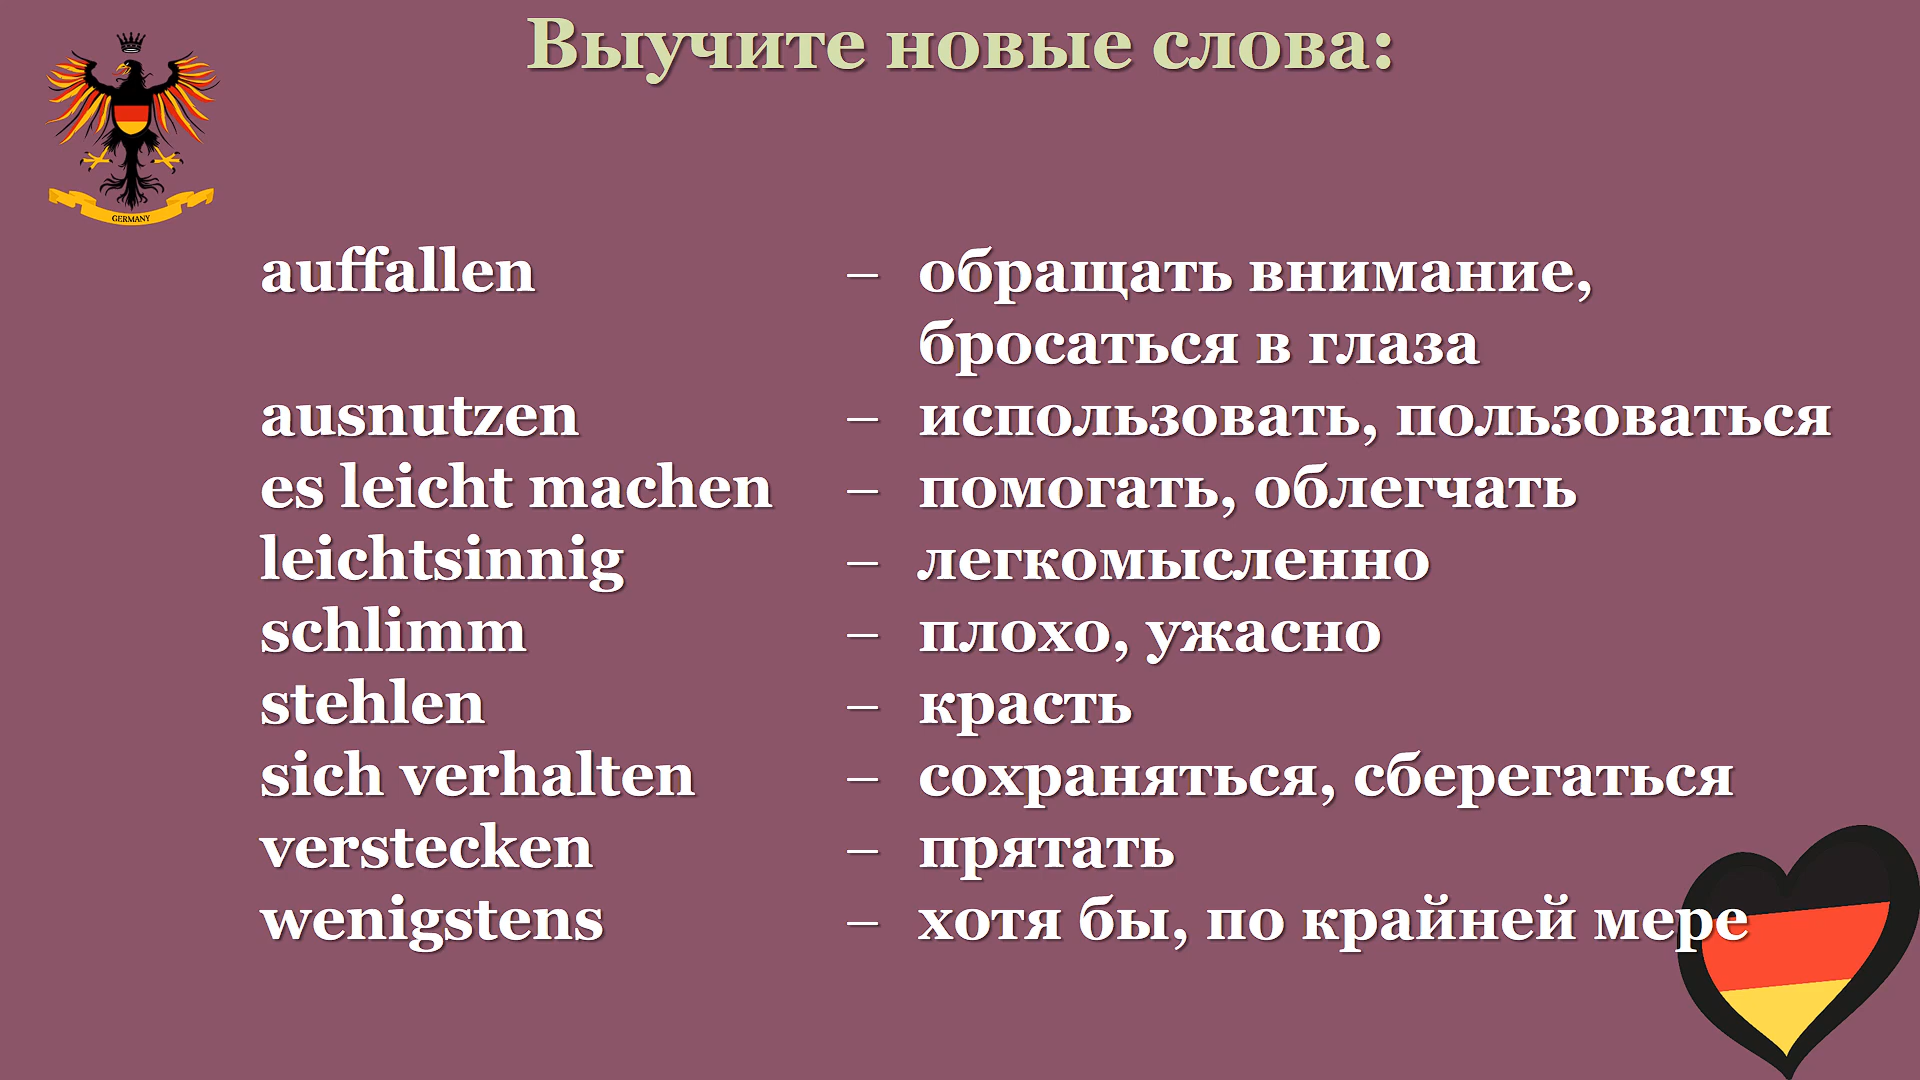 Выучите новые слова:
GERMANY
auffallen – обращать внимание,
бросаться в глаза
ausnutzen – использовать, пользоваться
es leicht machen – помогать, облегчать
leichtsinnig – легкомысленно
schlimm – плохо, ужасно
stehlen – красть
sich verhalten – сохраняться, сберегаться
verstecken – прятать
wenigstens – хотя бы, по крайней мере